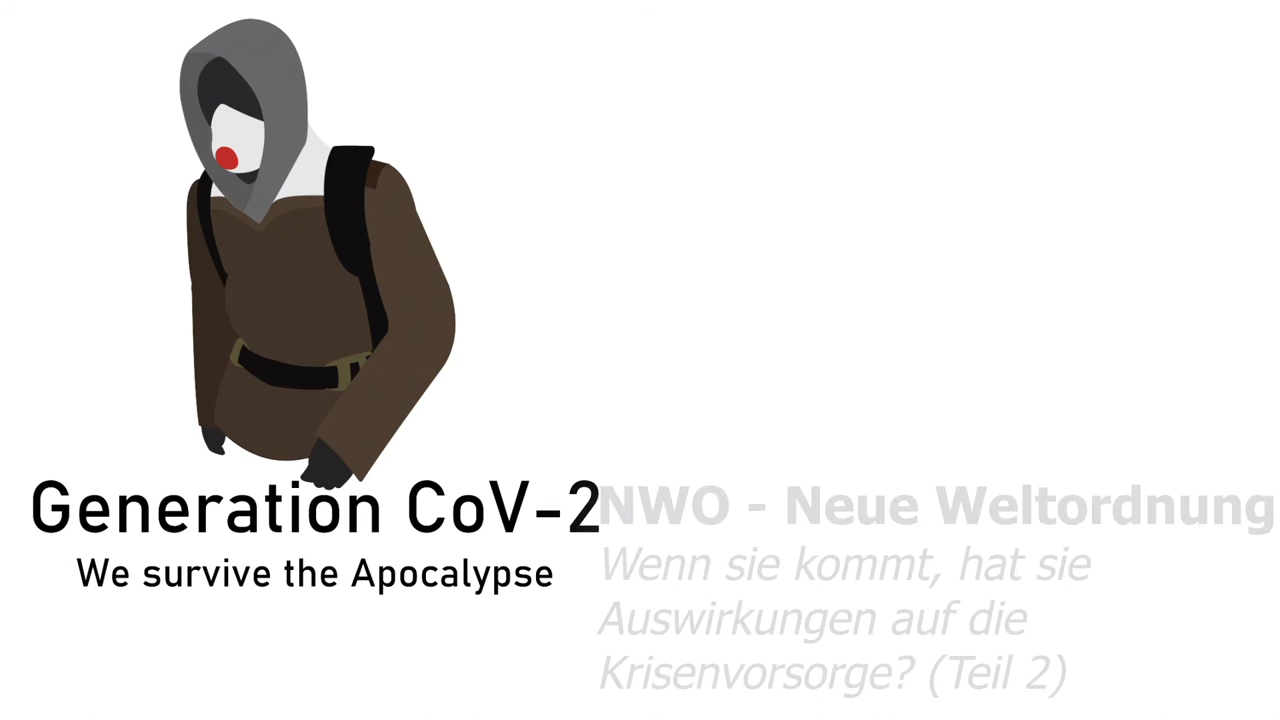 Generation CoV-2
We survive the Apocalypse
NWO - Neue Weltordnung
Wenn sie kommt, hat sie
Auswirkungen auf die
Krisenvorsorge? (Teil 2)